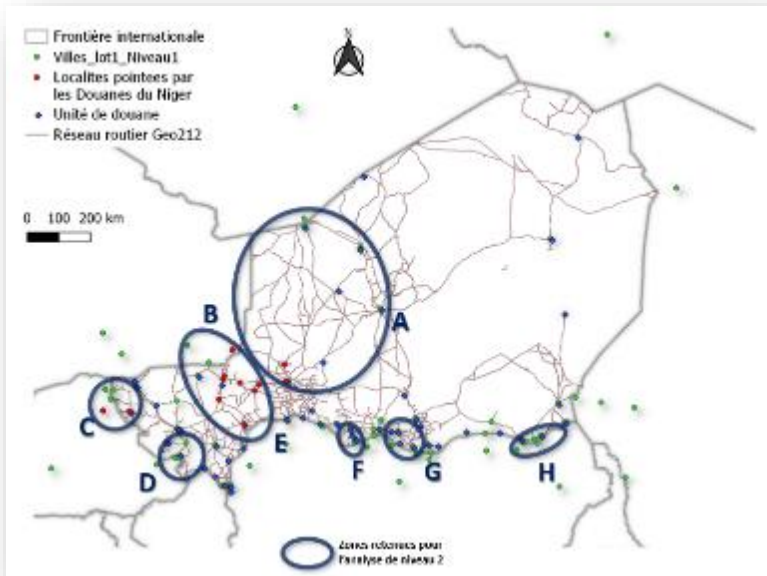 Frontière internationale
Villes_lot1_Niveau1
Localites pointees par
les Douanes du Niger
Unité de douane
Réseau routier Geo212
N
0 100 200 km
B
A
C
E
D
F
G
H
Zones retenues pour
l'analyse de niveau 2